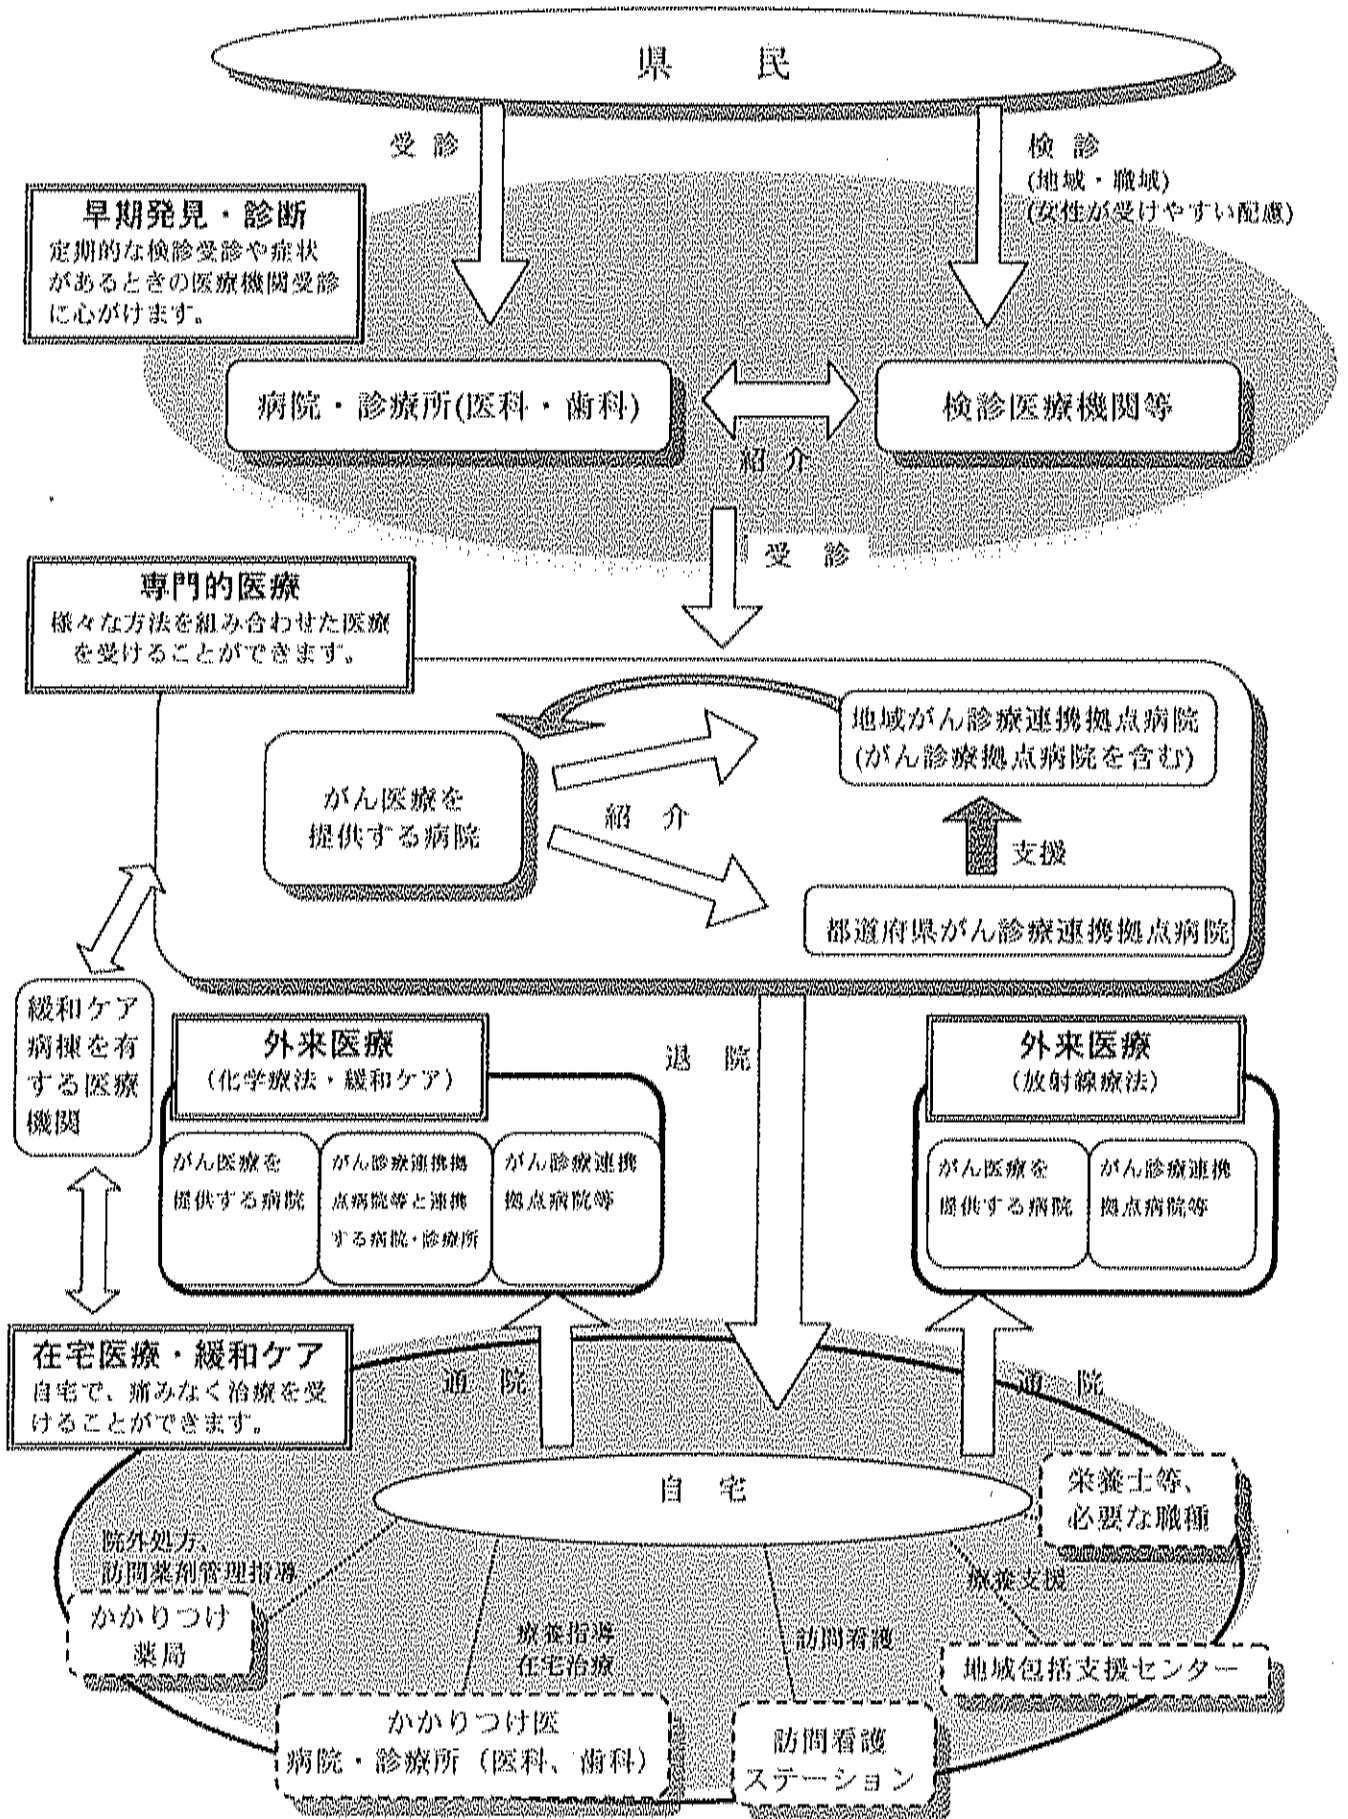 県　民
受 診
検 診
(地域・職域)
(女性が受けやすい配慮)
早期発見・診断
定期的な検診受診や症状
があるときの医療機関受診
に心がけます。
病院・診療所(医科・歯科)
検診医療機関等
紹 介
受 診
専門的医療
様々な方法を組み合わせた医療
を受けることができます。
地域がん診療連携拠点病院
(がん診療拠点病院を含む)
がん医療を
提供する病院
紹 介
支援
都道府県がん診療連携拠点病院
緩和ケア
病棟を有
する医療
機関
外来医療
(化学療法・緩和ケア)
がん医療を
提供する病院
がん診療連携拠
点病院等と連携
する病院・診療所
がん診療連携
拠点病院等
退 院
外来医療
(放射線療法)
がん医療を
提供する病院
がん診療連携
拠点病院等
在宅医療・緩和ケア
自宅で、痛みなく治療を受
けることができます。
通 院
通 院
自 宅
栄養士等、
必要な職種
院外処方、
訪問薬剤管理指導
かかりつけ
薬局
療養指導
在宅治療
訪問看護
療養支援
地域包括支援センター
かかりつけ医
病院・診療所（医科、歯科）
訪問看護
ステーション